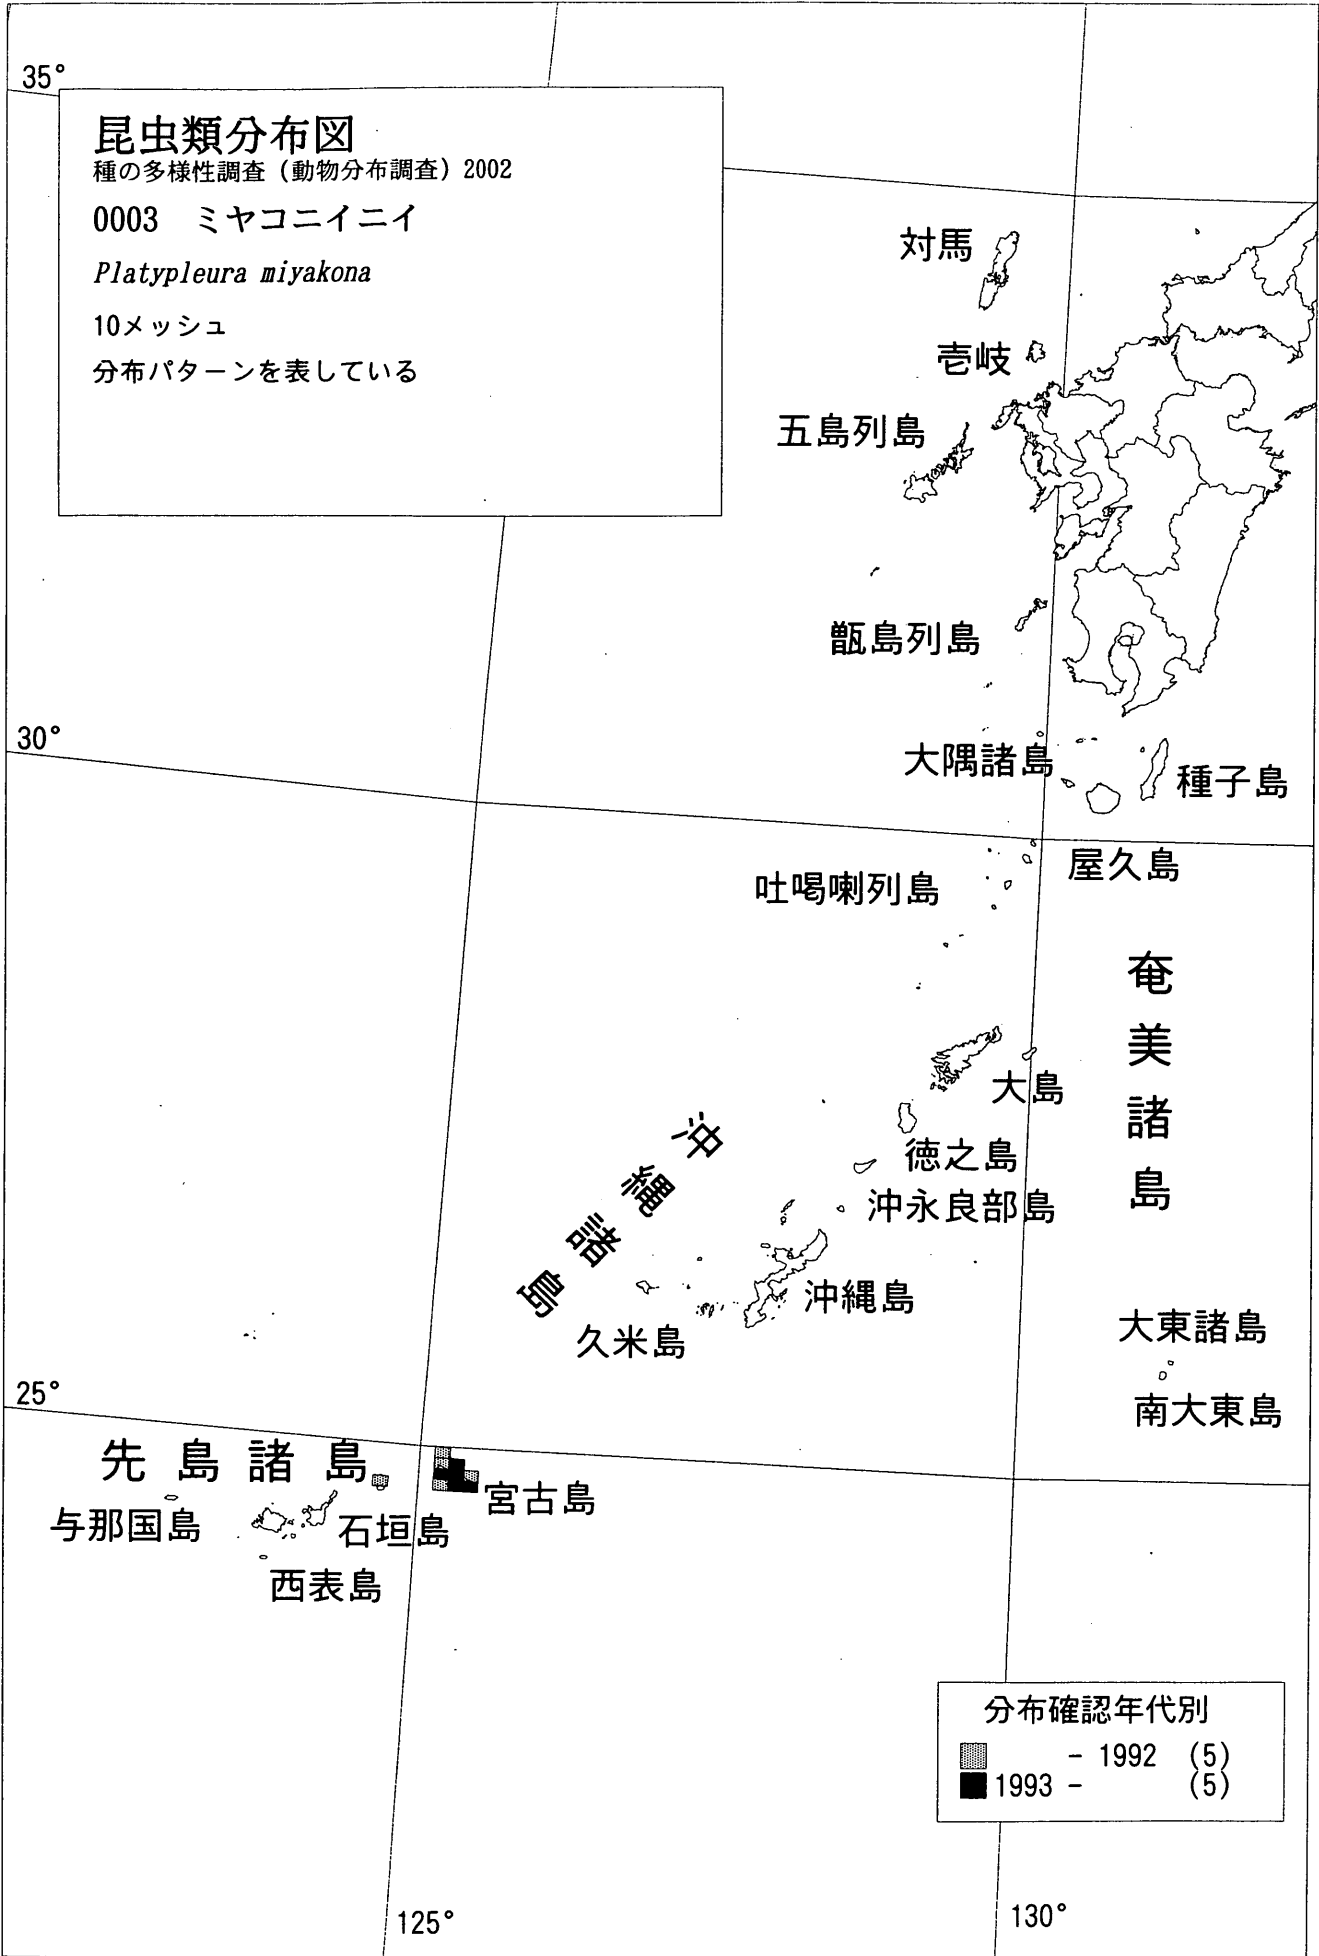 35°
昆虫類分布図
種の多様性調査（動物分布調査）2002
0003　ミヤコニイニイ
Platypleura miyakona
10メッシュ
分布パターンを表している
対馬
壱岐
五島列島
甑島列島
30°
大隅諸島
種子島
屋久島
吐喝喇列島
奄美諸島
大島
徳之島
沖永良部島
沖縄諸島
沖縄島
久米島
大東諸島
南大東島
25°
先島諸島
宮古島
与那国島
石垣島
西表島
分布確認年代別
- 1992 (5)
1993 - (5)
125°
130°